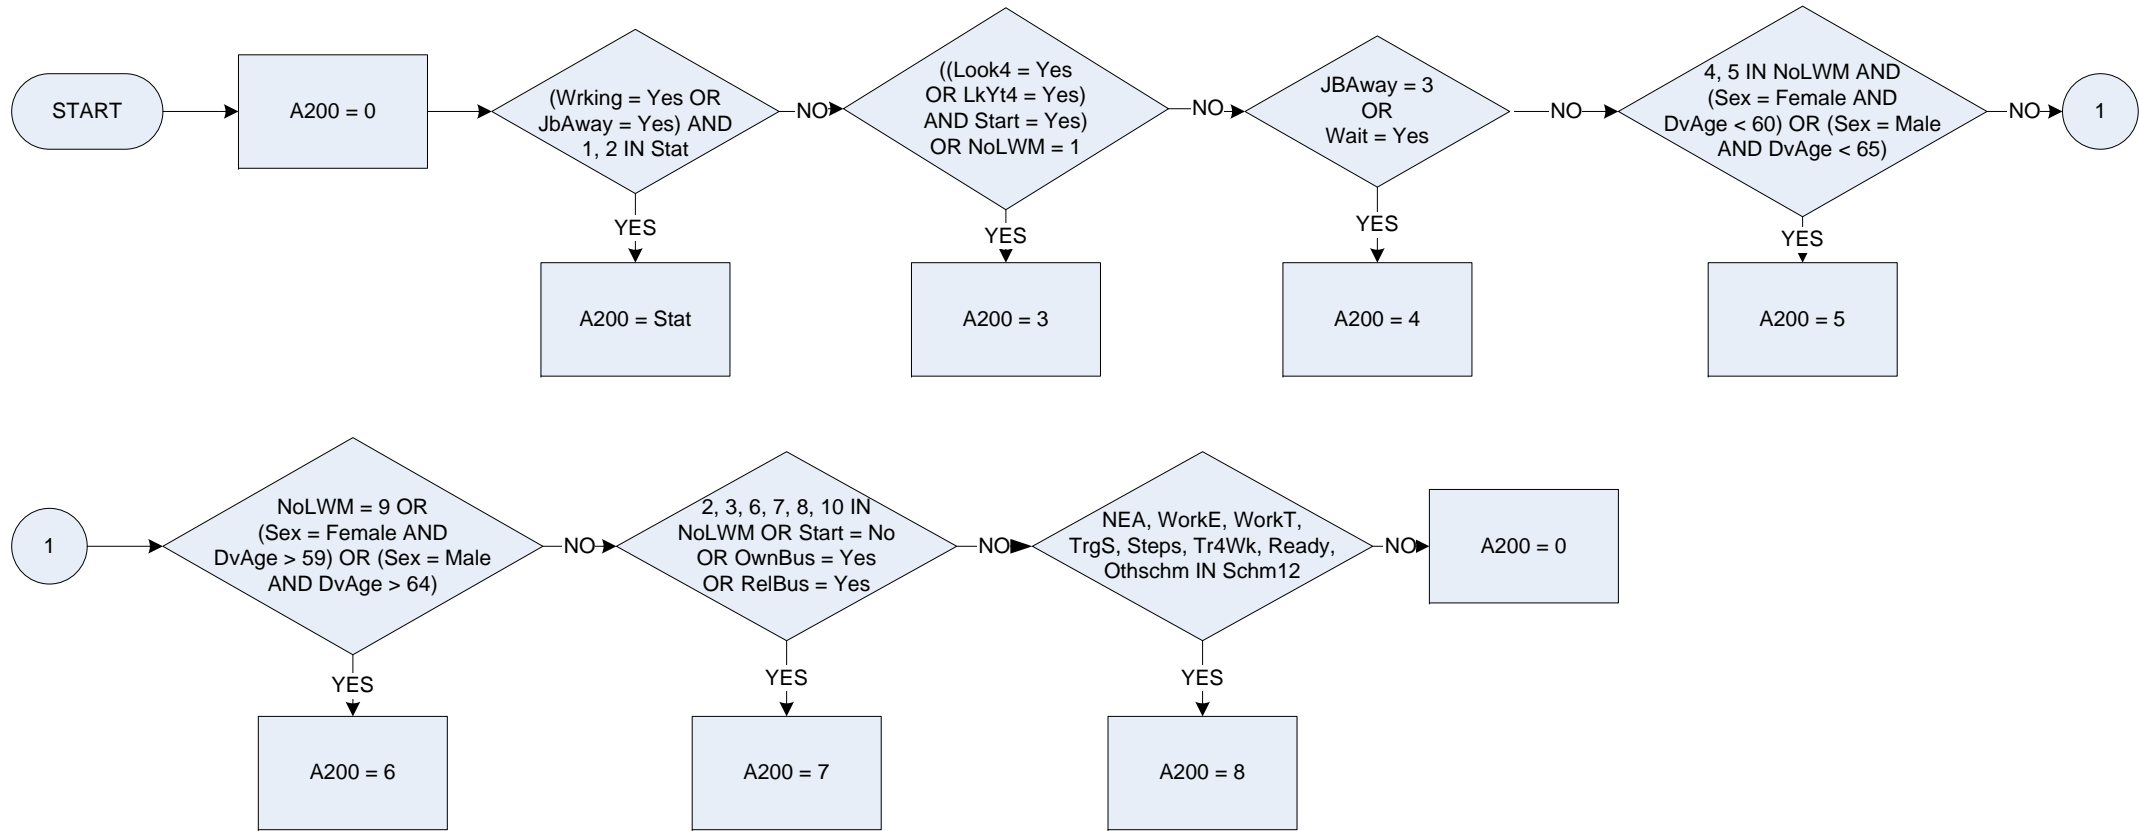 START
A200 = 0
(Wrking = Yes OR
JbAway = Yes) AND
1, 2 IN Stat
NO
((Look4 = Yes
OR LkYt4 = Yes)
AND Start = Yes)
OR NoLWM = 1
NO
JBAway = 3
OR
Wait = Yes
NO
4, 5 IN NoLWM AND
(Sex = Female AND
DvAge < 60) OR (Sex = Male
AND DvAge < 65)
NO
1
YES
YES
YES
YES
A200 = Stat
A200 = 3
A200 = 4
A200 = 5
1
NoLWM = 9 OR
(Sex = Female AND
DvAge > 59) OR (Sex = Male
AND DvAge > 64)
NO
2, 3, 6, 7, 8, 10 IN
NoLWM OR Start = No
OR OwnBus = Yes
OR RelBus = Yes
NO
NEA, WorkE, WorkT,
TrgS, Steps, Tr4Wk, Ready,
Othschm IN Schm12
NO
A200 = 0
YES
YES
YES
A200 = 6
A200 = 7
A200 = 8